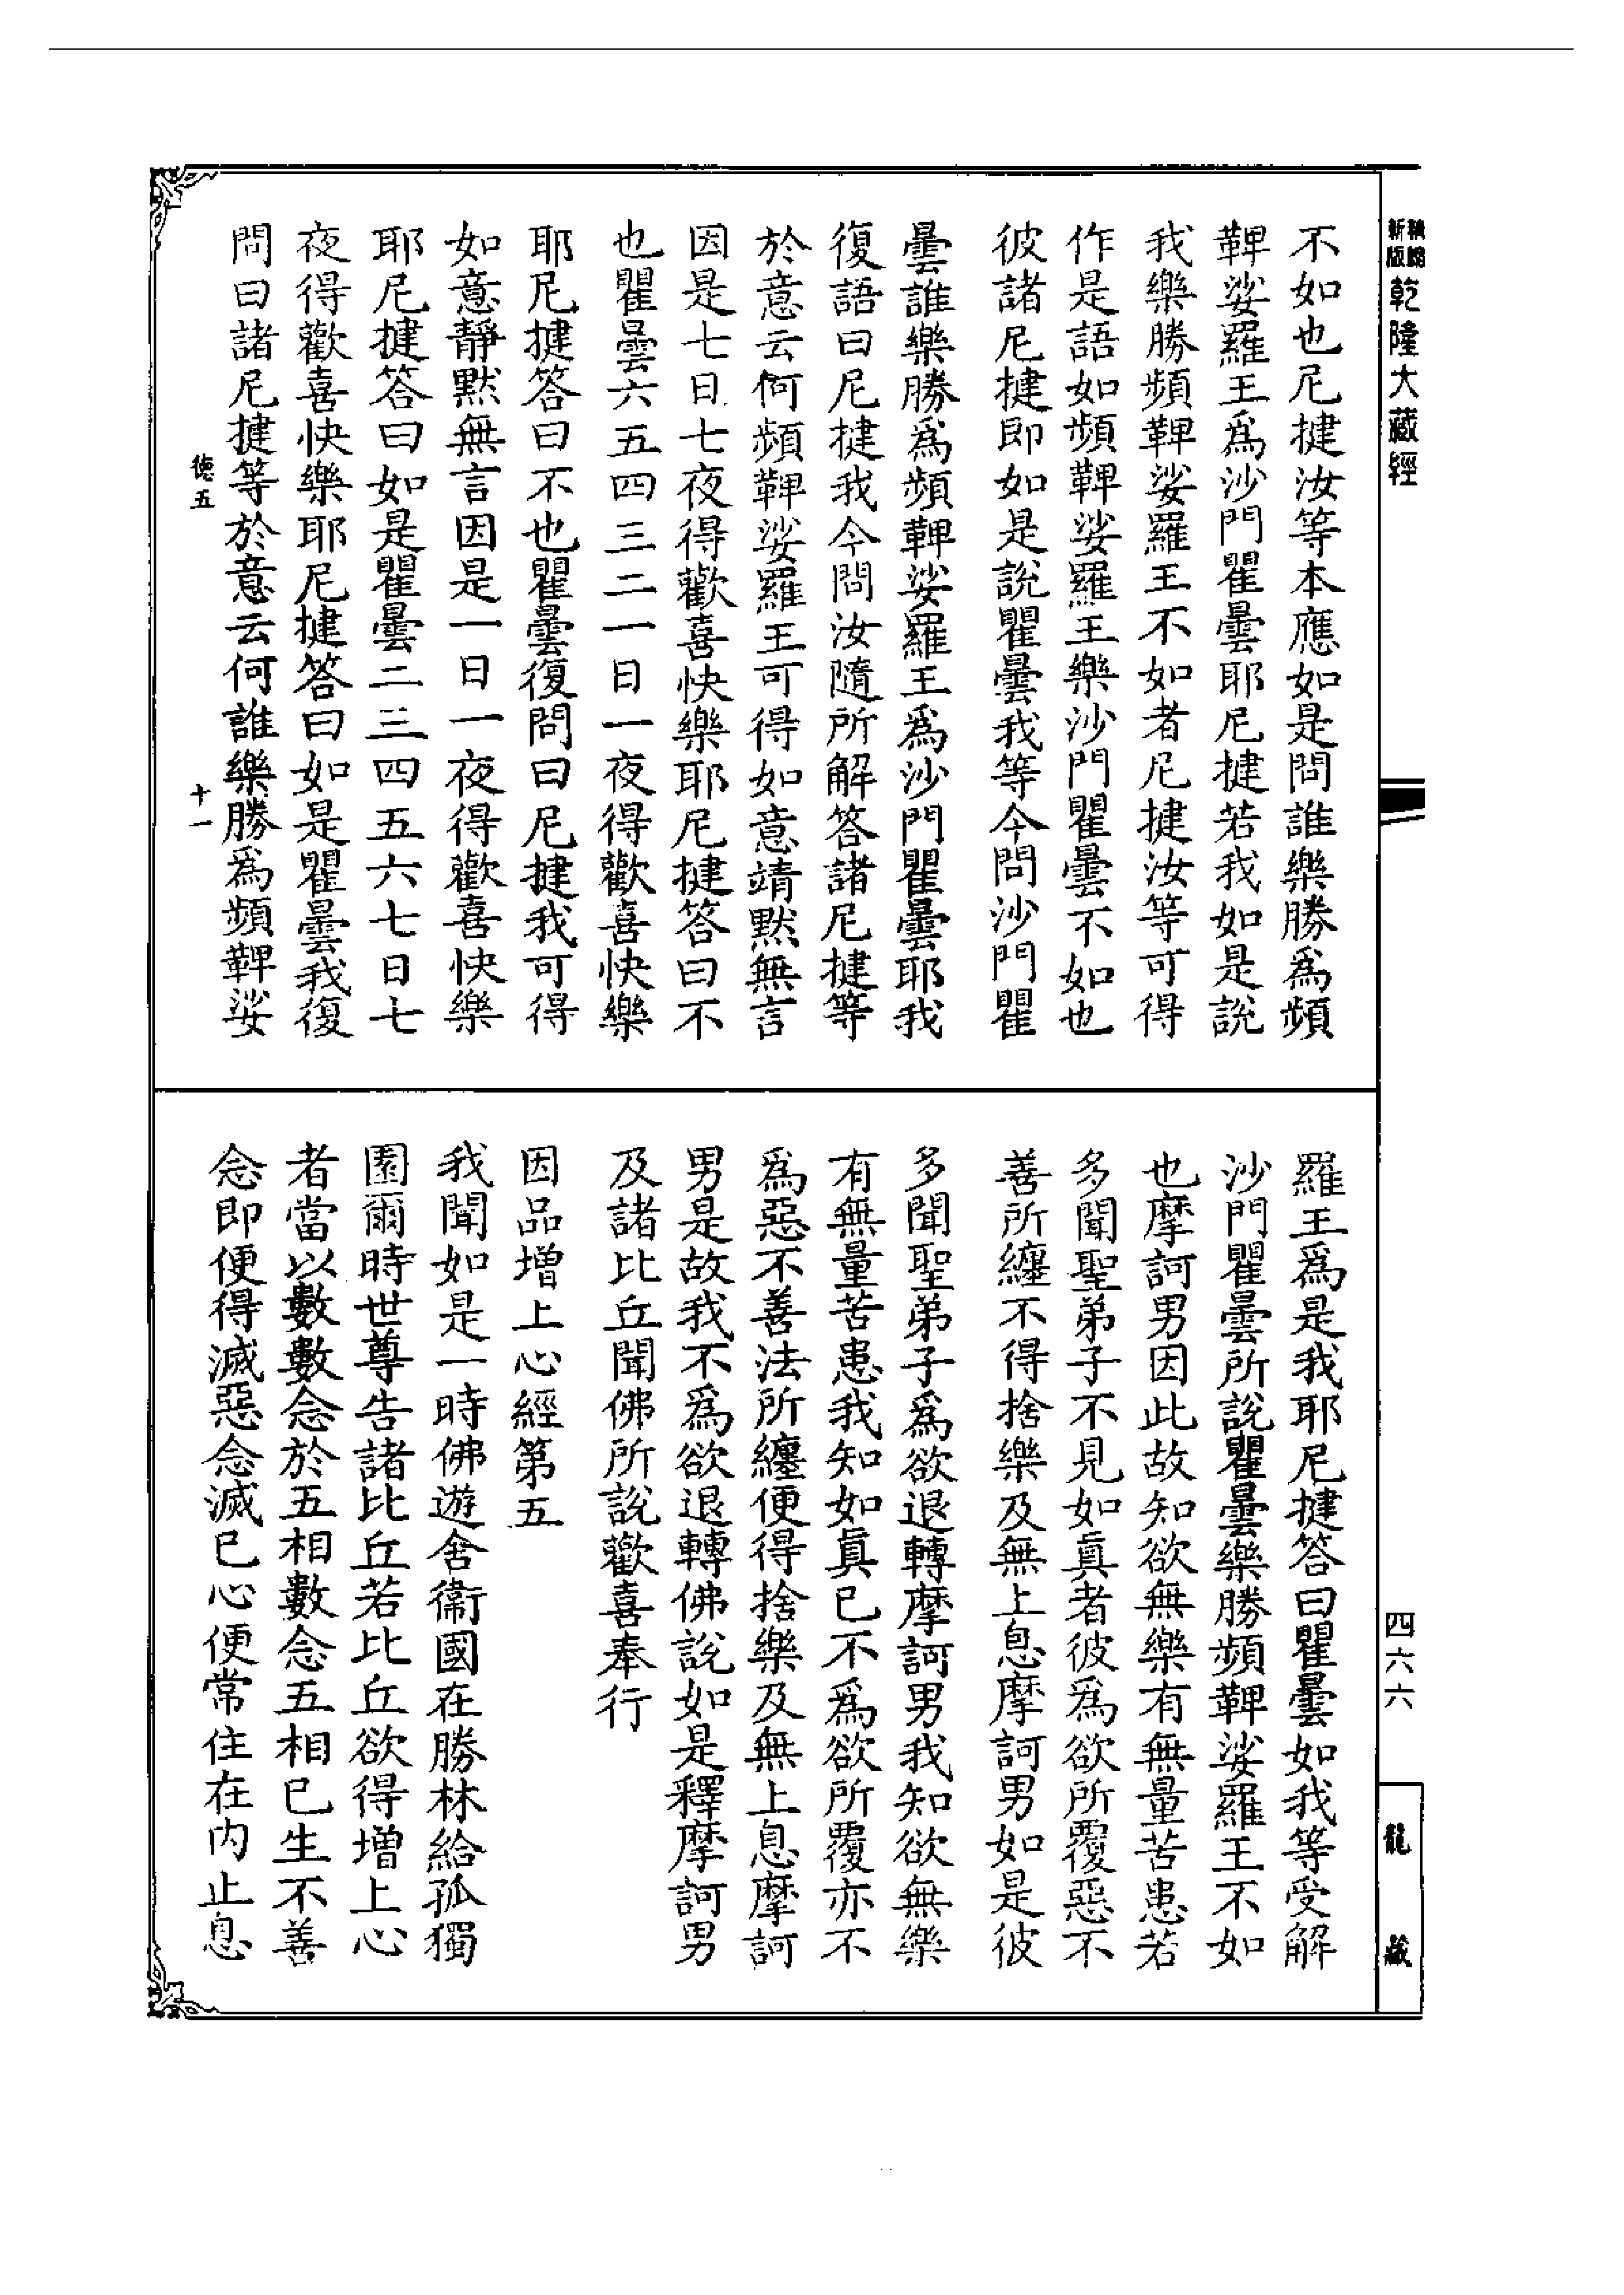 新編
新版
乾隆大藏經
不如也尼揵汝等本應如是問誰樂勝爲頻
鞞娑羅王爲沙門瞿曇耶尼揵若我如是說
我樂勝頻鞞娑羅王不如者尼揵汝等可得
作是語如頻鞞娑羅王樂沙門瞿曇不如也
彼諸尼揵即如是說瞿曇我等今問沙門瞿
曇誰樂勝爲頻鞞娑羅王爲沙門瞿曇耶我
復語曰尼揵我今問汝隨所解答諸尼揵等
於意云何頻鞞娑羅王可得如意靖默無言
因是七日七夜得歡喜快樂耶尼揵答曰不
也瞿曇六五四三二一日一夜得歡喜快樂
耶尼揵答曰不也瞿曇復問曰尼揵我可得
如意靜默無言因是一日一夜得歡喜快樂
耶尼揵答曰如是瞿曇二三四五六七日七
夜得歡喜快樂耶尼揵答曰如是瞿曇我復
問曰諸尼揵等於意云何誰樂勝爲頻鞞娑
德五
十一
羅王爲是我耶尼揵答曰瞿曇如我等受解
沙門瞿曇所說瞿曇樂勝頻鞞娑羅王不如
也摩訶男因此故知欲無樂有無量苦患若
多聞聖弟子不見如眞者彼爲欲所覆惡不
善所纏不得捨樂及無上息摩訶男如是彼
多聞聖弟子爲欲退轉摩訶男我知欲無樂
有無量苦患我知如眞已不爲欲所覆亦不
爲惡不善法所纏便得捨樂及無上息摩訶
男是故我不爲欲退轉佛說如是釋摩訶男
及諸比丘聞佛所說歡喜奉行
因品增上心經第五
我聞如是一時佛遊舍衞國在勝林給孤獨
園爾時世尊告諸比丘若比丘欲得增上心
者當以數數念於五相數念五相已生不善
念即便得滅惡念滅已心便常住在內止息
四六六
龍藏